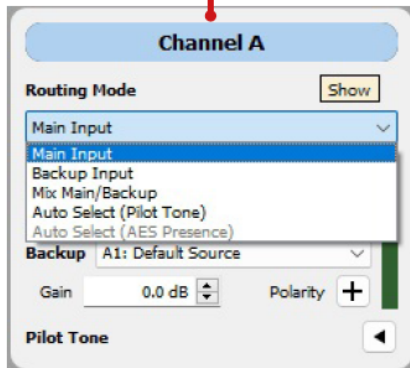 Channel A
Routing Mode Show
Main Input
Main Input
Backup Input
Mix Main/Backup
Auto Select (Pilot Tone)
Auto Select (AES Presence)
Backup A1: Default Source
Gain 0.0 dB Polarity +
Pilot Tone